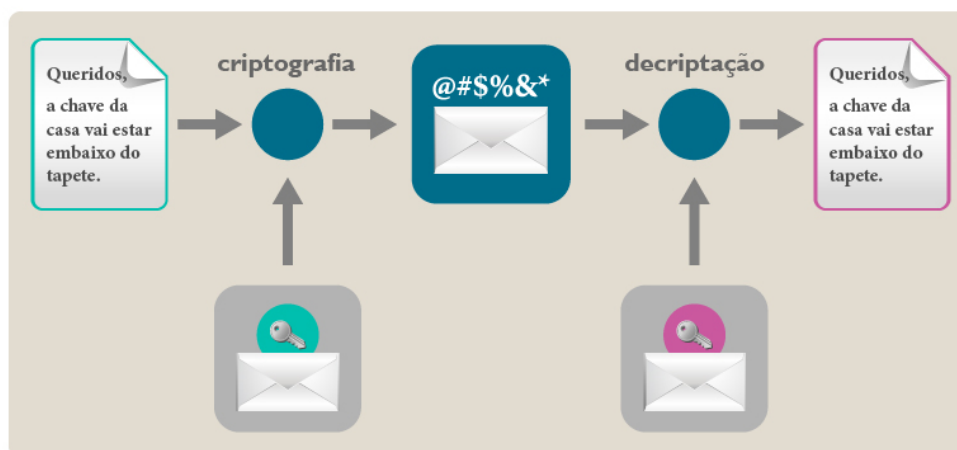 criptografia
decriptação
Queridos,
a chave da
casa vai estar
embaixo do
tapete.
@#$%&*
Queridos,
a chave da
casa vai estar
embaixo do
tapete.